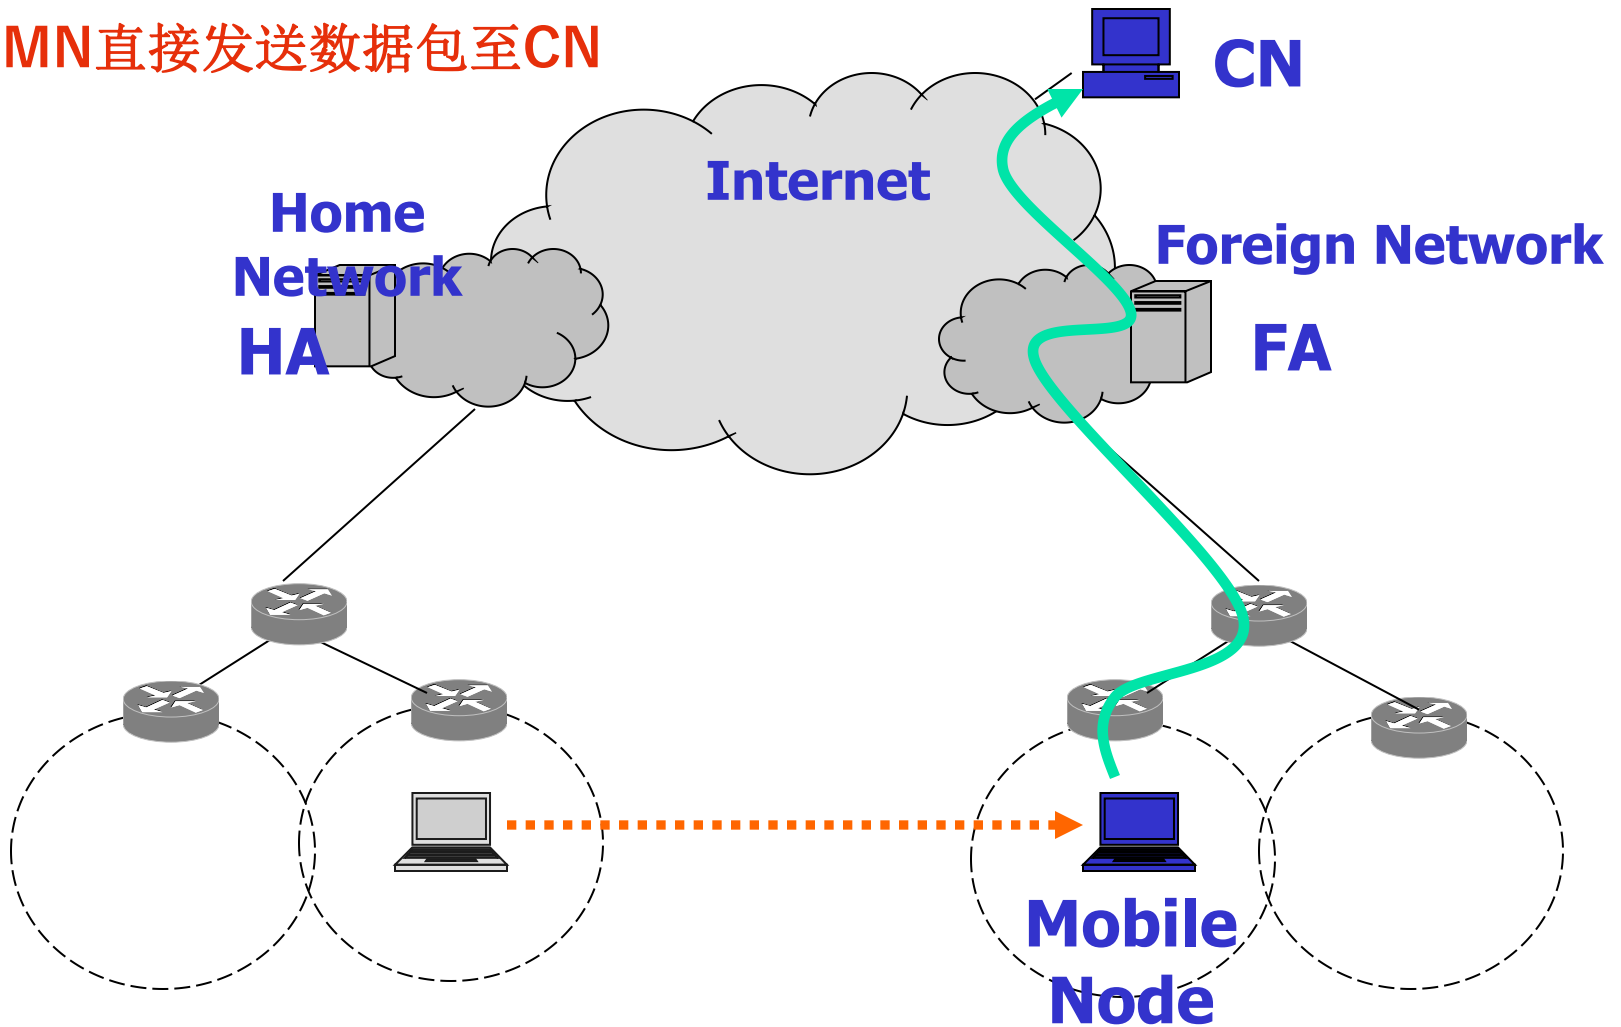 MN直接发送数据包至CN
CN
Internet
Home
Network
HA
Foreign Network
FA
Mobile
Node